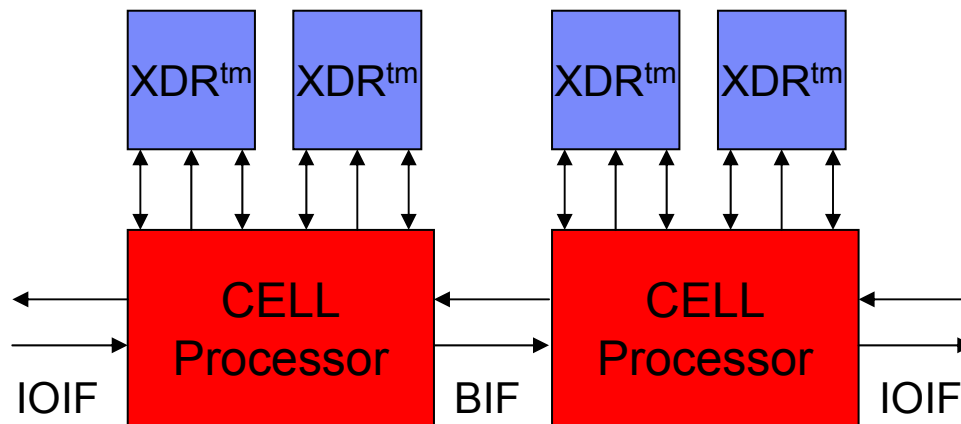 XDRtm XDRtm XDRtm XDRtm
CELL CELL
Processor Processor
IOIF BIF IOIF